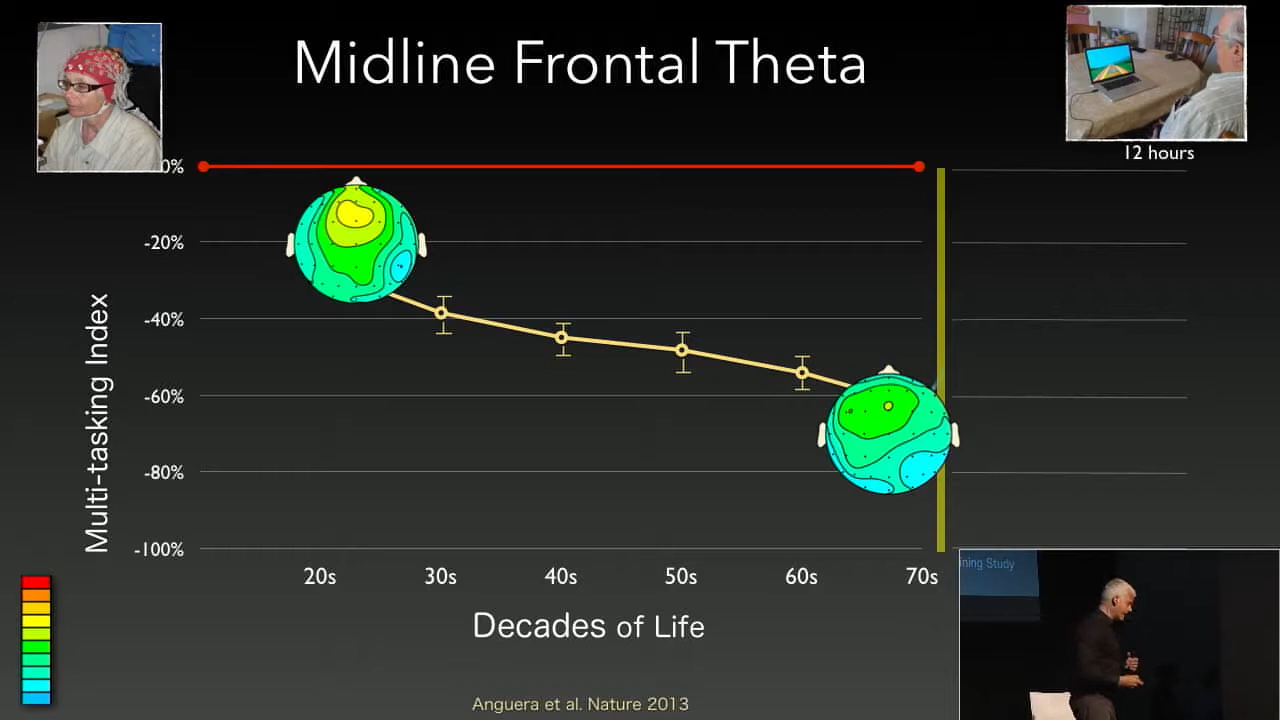 Midline Frontal Theta
12 hours
0%
-20%
-40%
-60%
-80%
-100%
Multi-tasking Index
20s 30s 40s 50s 60s 70s
Decades of Life
Anguera et al. Nature 2013
ning Study